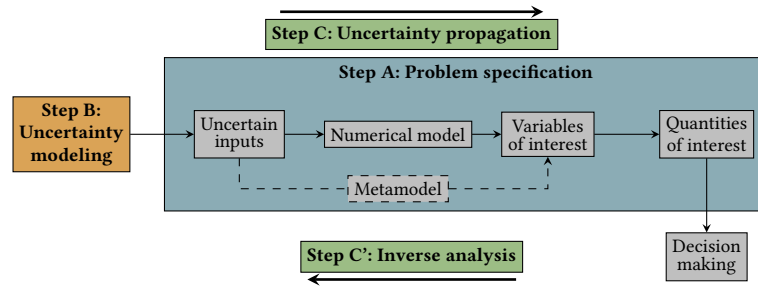 Step C: Uncertainty propagation
Step A: Problem specification
Step B:
Uncertainty
modeling
Uncertain
inputs
Numerical model
Variables
of interest
Quantities
of interest
Metamodel
Step C’: Inverse analysis
Decision
making